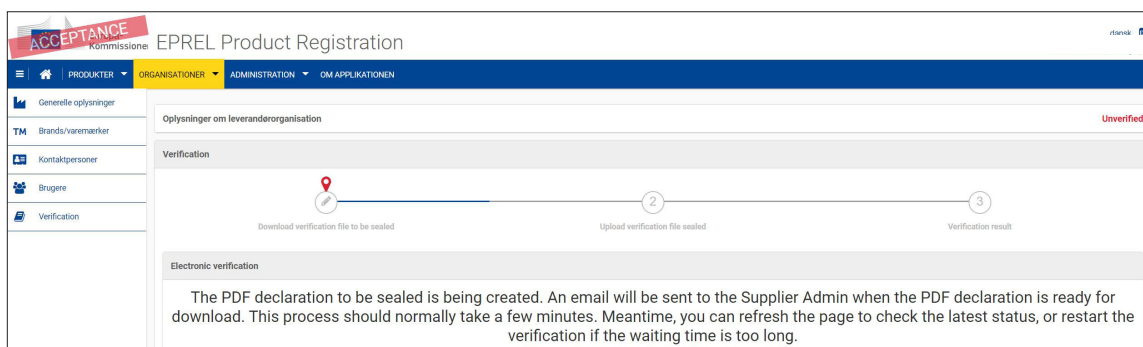 ACCEPTANCE
Kommissionen
EPREL Product Registration
dansk
PRODUKTER
ORGANISATIONER
ADMINISTRATION
OM APPLIKATIONEN
Generelle oplysninger
TM Brands/varemærker
Kontaktpersoner
Brugere
Verification
Oplysninger om leverandørorganisation
Unverified
Verification
2
3
Download verification file to be sealed
Upload verification file sealed
Verification result
Electronic verification
The PDF declaration to be sealed is being created. An email will be sent to the Supplier Admin when the PDF declaration is ready for
download. This process should normally take a few minutes. Meantime, you can refresh the page to check the latest status, or restart the
verification if the waiting time is too long.